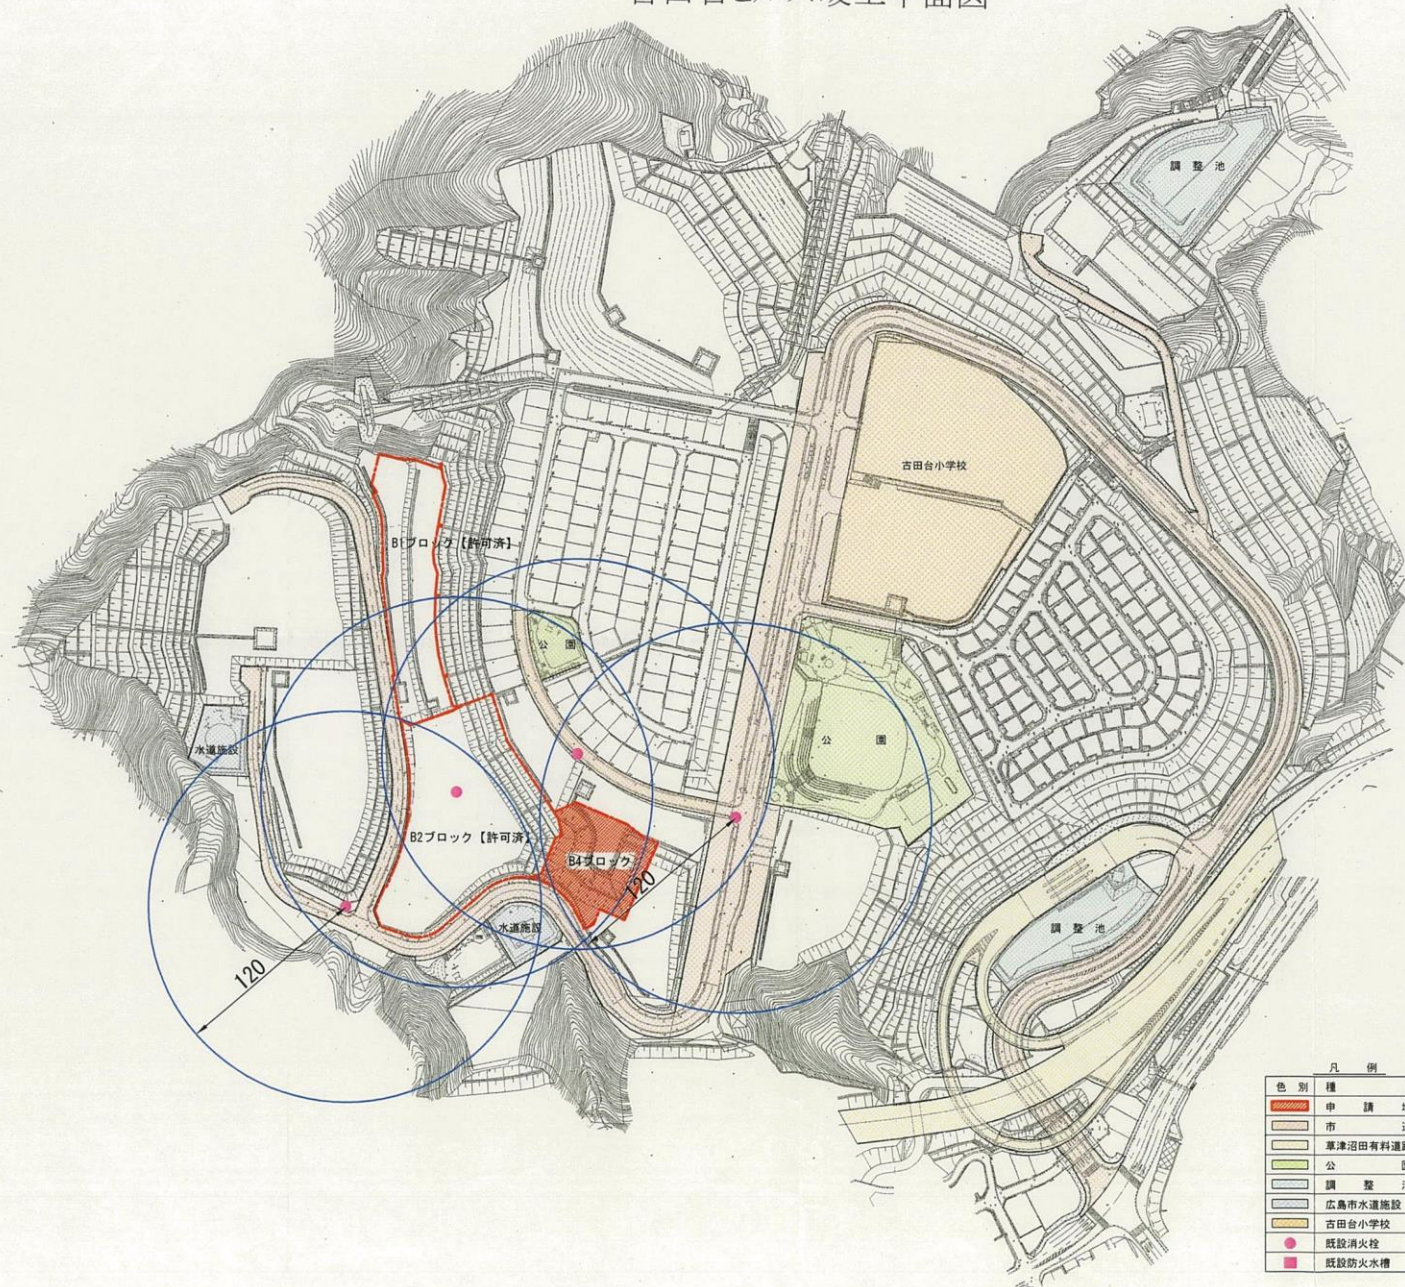 調 整 池
古田台小学校
B1ブロック【許可済】
公 園
水道施設
公 園
B2ブロック【許可済】
B4ブロック
120
水道施設
調 整 池
120
凡 例
色 別 種
申 請
市
草津沼田有料道路
公
調 整
広島市水道施設
古田台小学校
既設消火栓
既設防火水槽